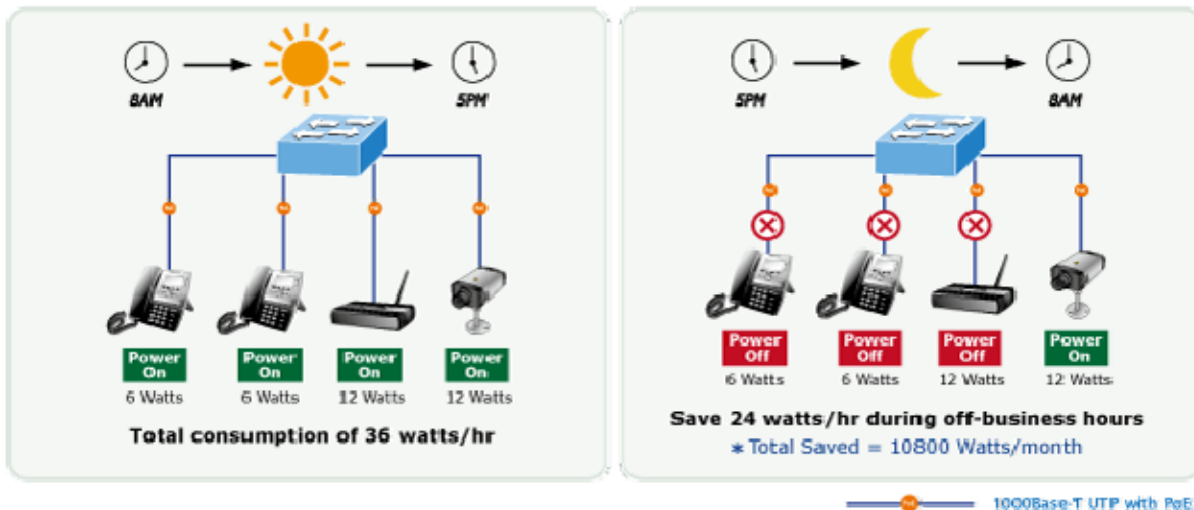 8AM
5PM
Power On
Power On
Power On
Power On
6 Watts
6 Watts
12 Watts
12 Watts
Total consumption of 36 watts/hr
5PM
8AM
Power Off
Power Off
Power Off
Power On
6 Watts
6 Watts
12 Watts
12 Watts
Save 24 watts/hr during off-business hours
* Total Saved = 10800 Watts/month
1000Base-T UTP with PoE